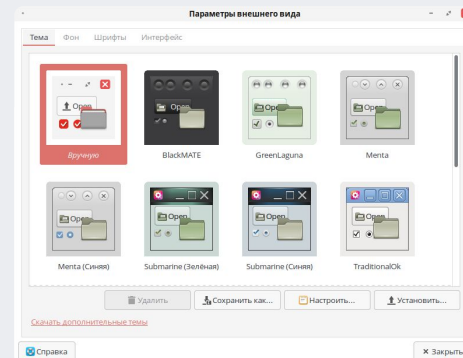 Параметры внешнего вида
Тема Фон Шрифты Интерфейс
Open Open Open Open
Вручную BlackMATE GreenLaguna Menta
Open Open Open Open
Menta (Синяя) Submarine (Зелёная) Submarine (Синяя) TraditionalOk
Удалить Сохранить как... Настроить... Установить...
Скачать дополнительные темы
Справка Закрыть